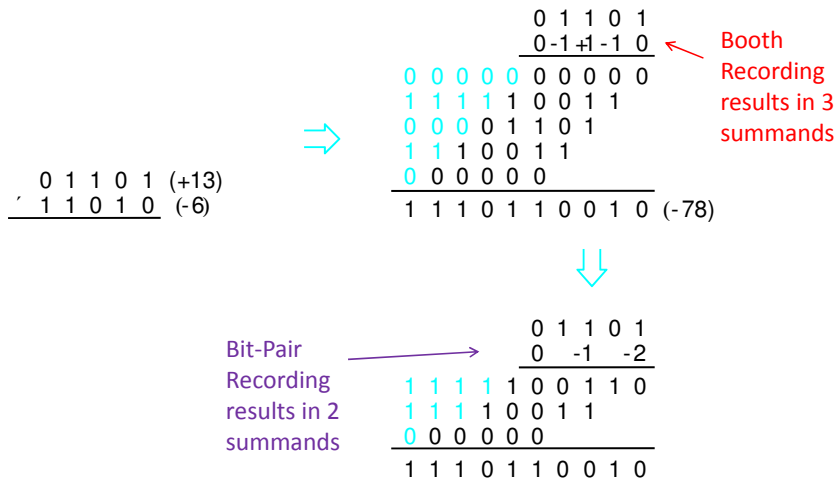 0 1 1 0 1
0 -1 +1 -1 0
Booth
Recording
results in 3
summands
0 0 0 0 0 0 0 0 0 0
1 1 1 1 1 0 0 1 1
0 0 0 0 1 1 0 1
1 1 1 0 0 1 1
0 0 0 0 0 0
1 1 1 0 1 1 0 0 1 0 (-78)
0 1 1 0 1 (+13)
′ 1 1 0 1 0 (-6)
0 1 1 0 1
0 -1 -2
Bit-Pair
Recording
results in 2
summands
1 1 1 1 1 0 0 1 1 0
1 1 1 1 0 0 1 1
0 0 0 0 0 0
1 1 1 0 1 1 0 0 1 0